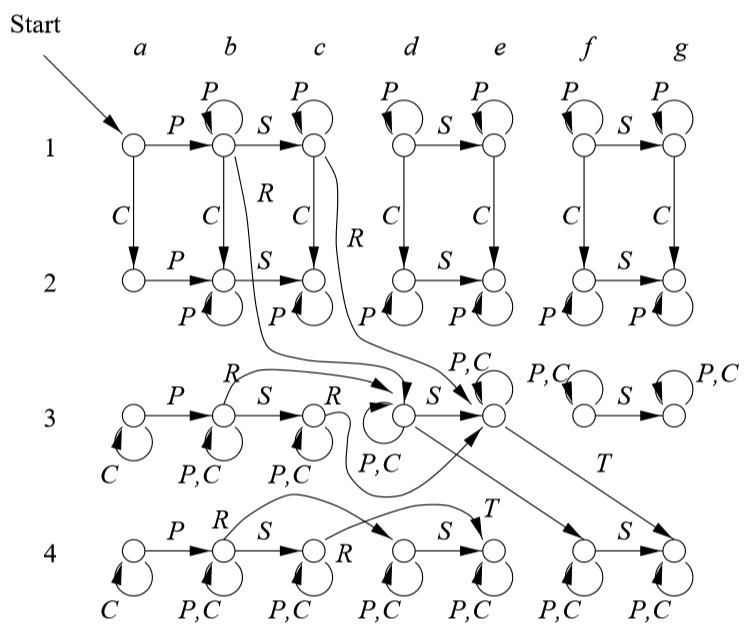 Start
a b c d e f g
P P P P P P
1 P S S S
R
C C C C C C C
R
2 P S S S
P P P P P P
P,C
R P,C P,C
3 P S R S S
C P,C P,C P,C
T
R T
4 P S S S
R
C P,C P,C P,C P,C P,C P,C